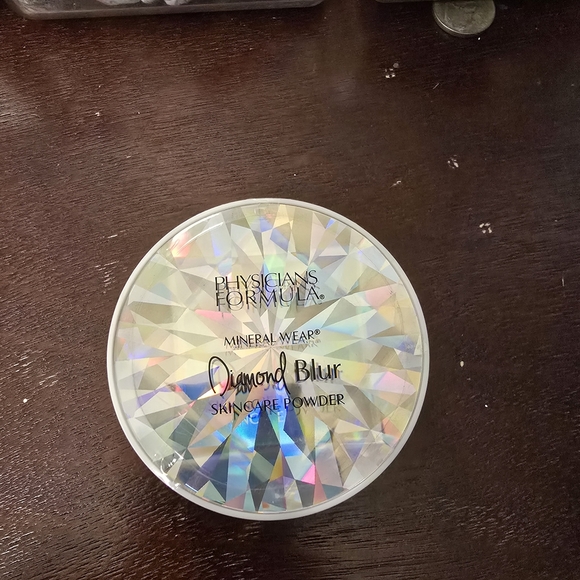 PHYSICIANS
FORMULA®
MINERAL WEAR®
Diamond Blur
SKINCARE POWDER